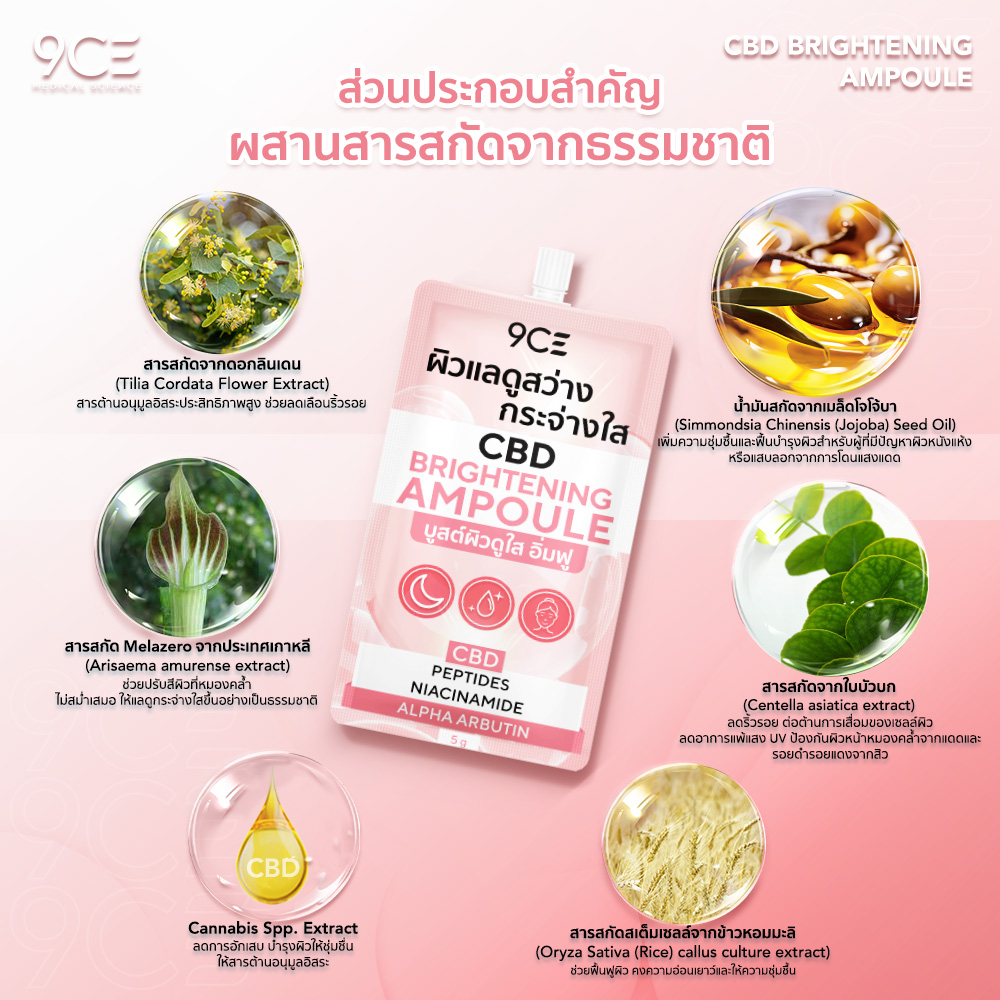 9CE
MEDICAL SCIENCE
CBD BRIGHTENING
AMPOULE
ส่วนประกอบสำคัญ
ผสานสารสกัดจากธรรมชาติ
สารสกัดจากดอกลินเดน
(Tilia Cordata Flower Extract)
สารต้านอนุมูลอิสระประสิทธิภาพสูง ช่วยลดเลือนริ้วรอย
น้ำมันสกัดจากเมล็ดโจโจ้บา
(Simmondsia Chinensis (Jojoba) Seed Oil)
เพิ่มความชุ่มชื้นและฟื้นบำรุงผิวสำหรับผู้ที่มีปัญหาผิวหนังแห้ง
หรือแสบลอกจากการโดนแสงแดด
9CE
ผิวแลดูสว่าง
กระจ่างใส
CBD
BRIGHTENING
AMPOULE
บูสต์ผิวดูใส อิ่มฟู
CBD
PEPTIDES
NIACINAMIDE
ALPHA ARBUTIN
5 g
สารสกัด Melazero จากประเทศเกาหลี
(Arisaema amurense extract)
ช่วยปรับสีผิวที่หมองคล้ำ
ไม่สม่ำเสมอ ให้แลดูกระจ่างใสขึ้นอย่างเป็นธรรมชาติ
สารสกัดจากใบบัวบก
(Centella asiatica extract)
ลดริ้วรอย ต่อต้านการเสื่อมของเซลล์ผิว
ลดอาการแพ้แสง UV ป้องกันผิวหน้าหมองคล้ำจากแดดและ
รอยดำรอยแดงจากสิว
CBD
Cannabis Spp. Extract
ลดการอักเสบ บำรุงผิวให้ชุ่มชื่น
ให้สารต้านอนุมูลอิสระ
สารสกัดสเต็มเซลล์จากข้าวหอมมะลิ
(Oryza Sativa (Rice) callus culture extract)
ช่วยฟื้นฟูผิว คงความอ่อนเยาว์และให้ความชุ่มชื้น